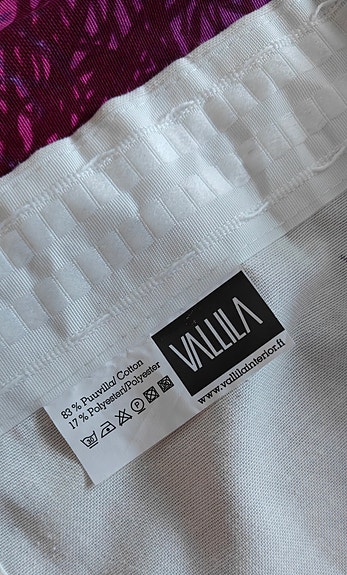 83 % Puuvilla/ Cotton
17 % Polyesteri/Polyester
VALLILA
www.vallilainterior.fi